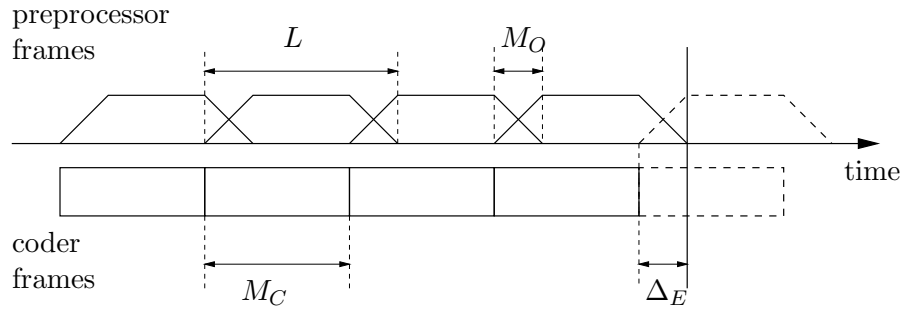 preprocessor
frames
L
M_O
time
coder
frames
M_C
Δ_E